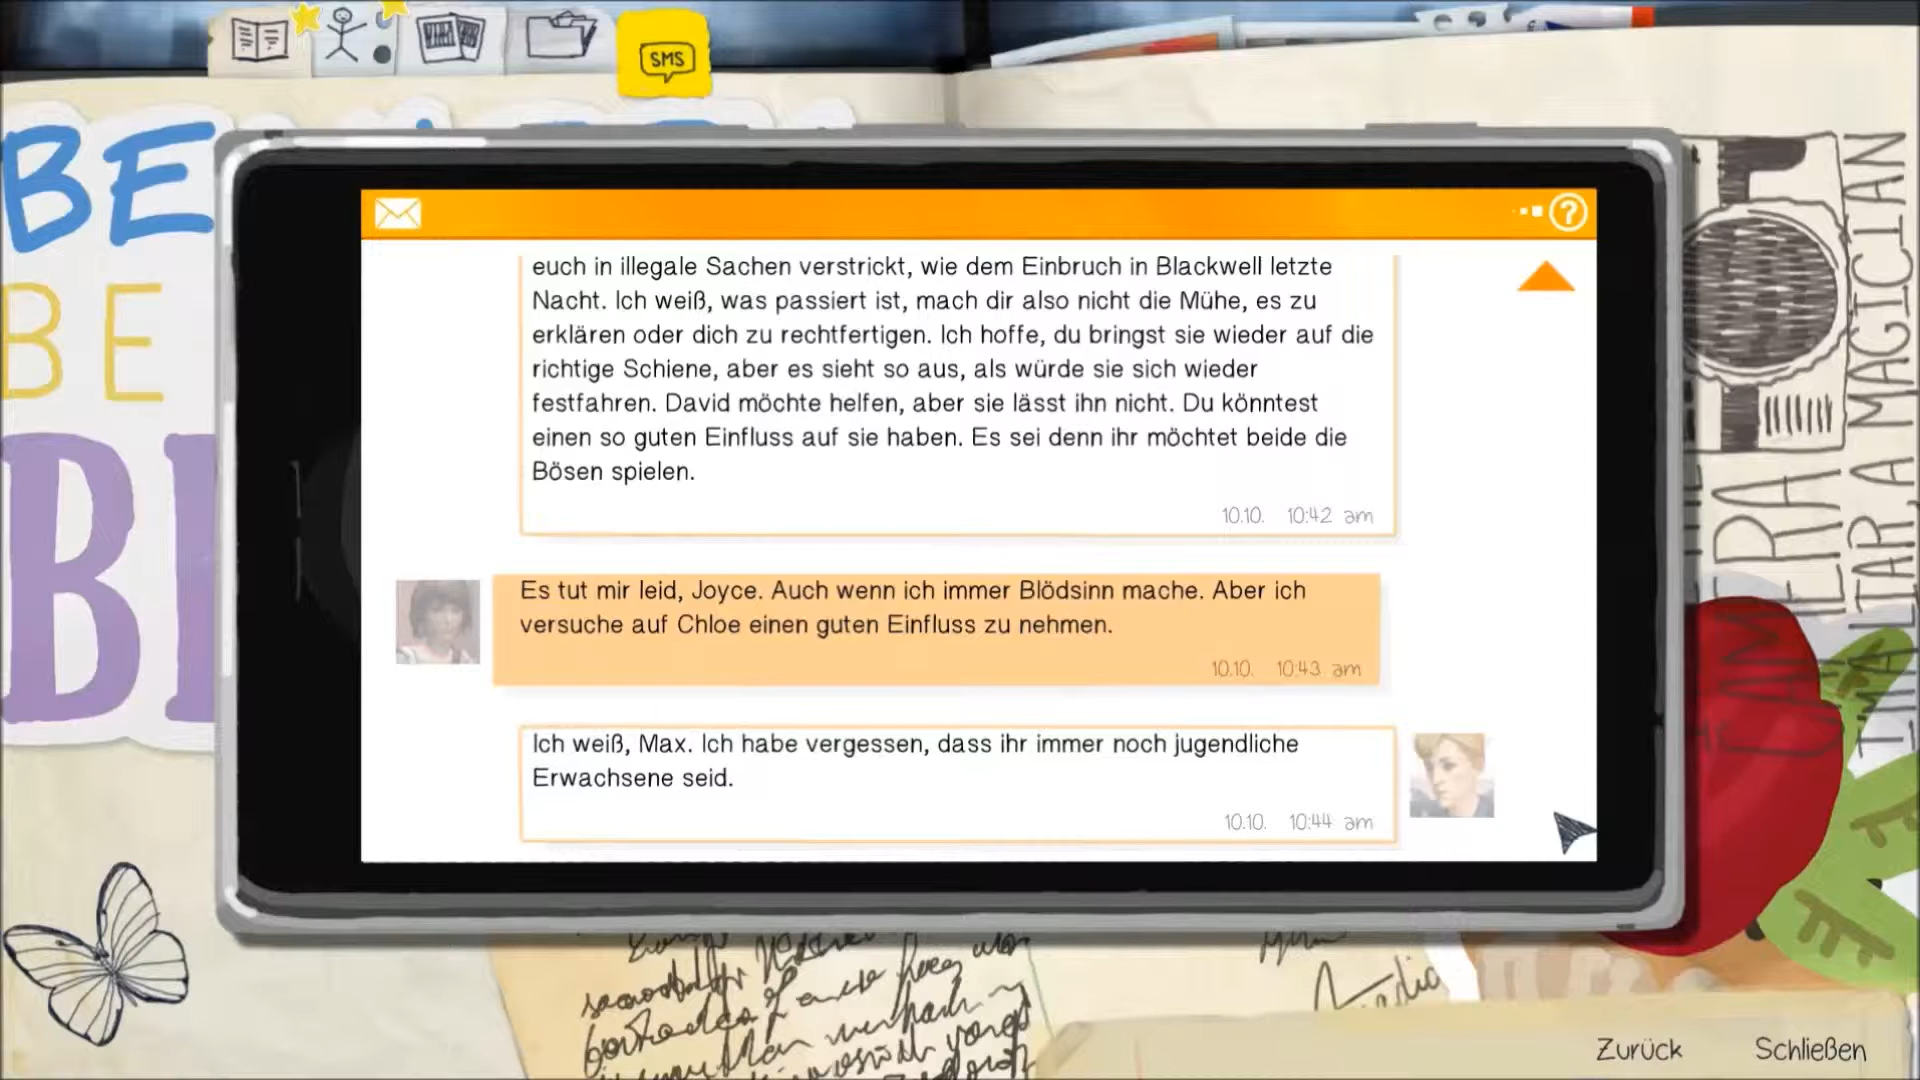 SMS
BE
BE
euch in illegale Sachen verstrickt, wie dem Einbruch in Blackwell letzte
Nacht. Ich weiß, was passiert ist, mach dir also nicht die Mühe, es zu
erklären oder dich zu rechtfertigen. Ich hoffe, du bringst sie wieder auf die
richtige Schiene, aber es sieht so aus, als würde sie sich wieder
festfahren. David möchte helfen, aber sie lässt ihn nicht. Du könntest
einen so guten Einfluss auf sie haben. Es sei denn ihr möchtet beide die
Bösen spielen.
10.10. 10:42 am
Es tut mir leid, Joyce. Auch wenn ich immer Blödsinn mache. Aber ich
versuche auf Chloe einen guten Einfluss zu nehmen.
10.10. 10:43 am
Ich weiß, Max. Ich habe vergessen, dass ihr immer noch jugendliche
Erwachsene seid.
10.10. 10:44 am
MAGICIAN
Zurück
Schließen